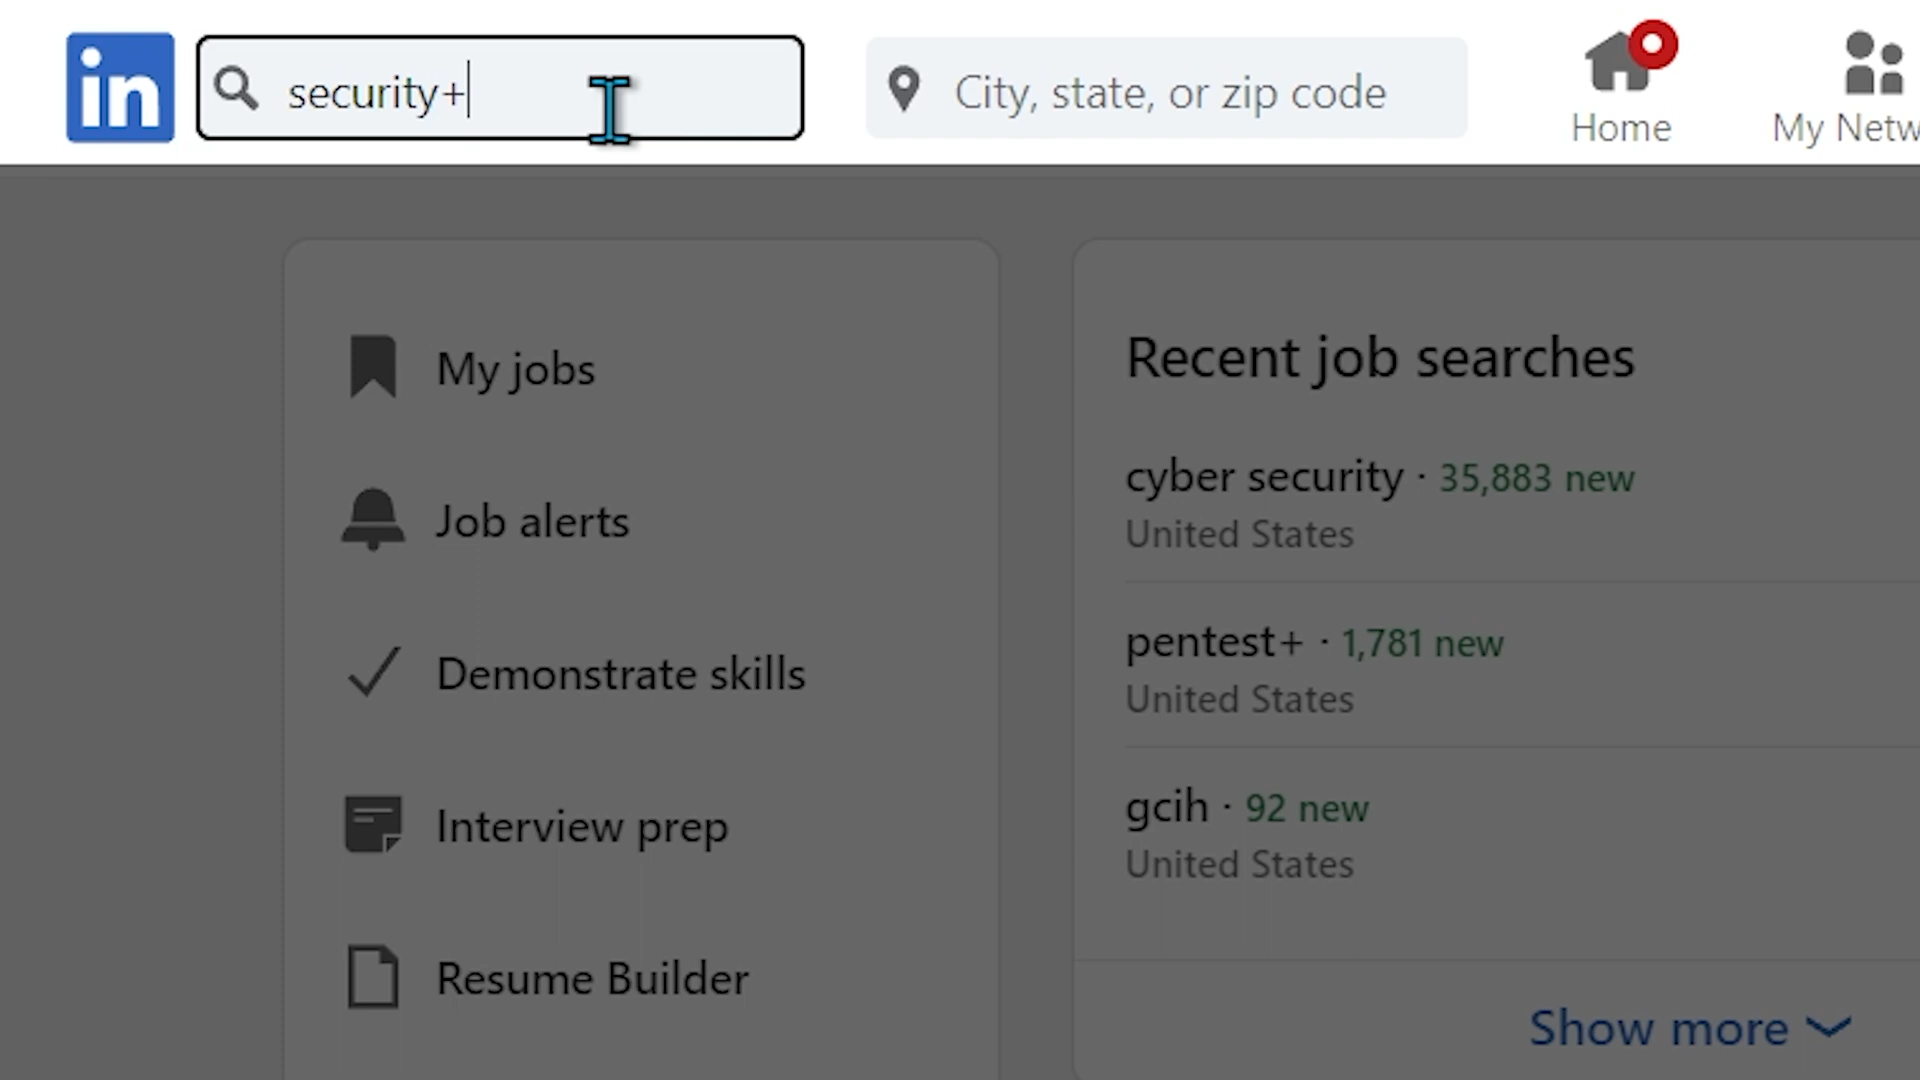 in
security+
City, state, or zip code
Home
My Netw
My jobs
Job alerts
Demonstrate skills
Interview prep
Resume Builder
Recent job searches
cyber security · 35,883 new
United States
pentest+ · 1,781 new
United States
gcih · 92 new
United States
Show more